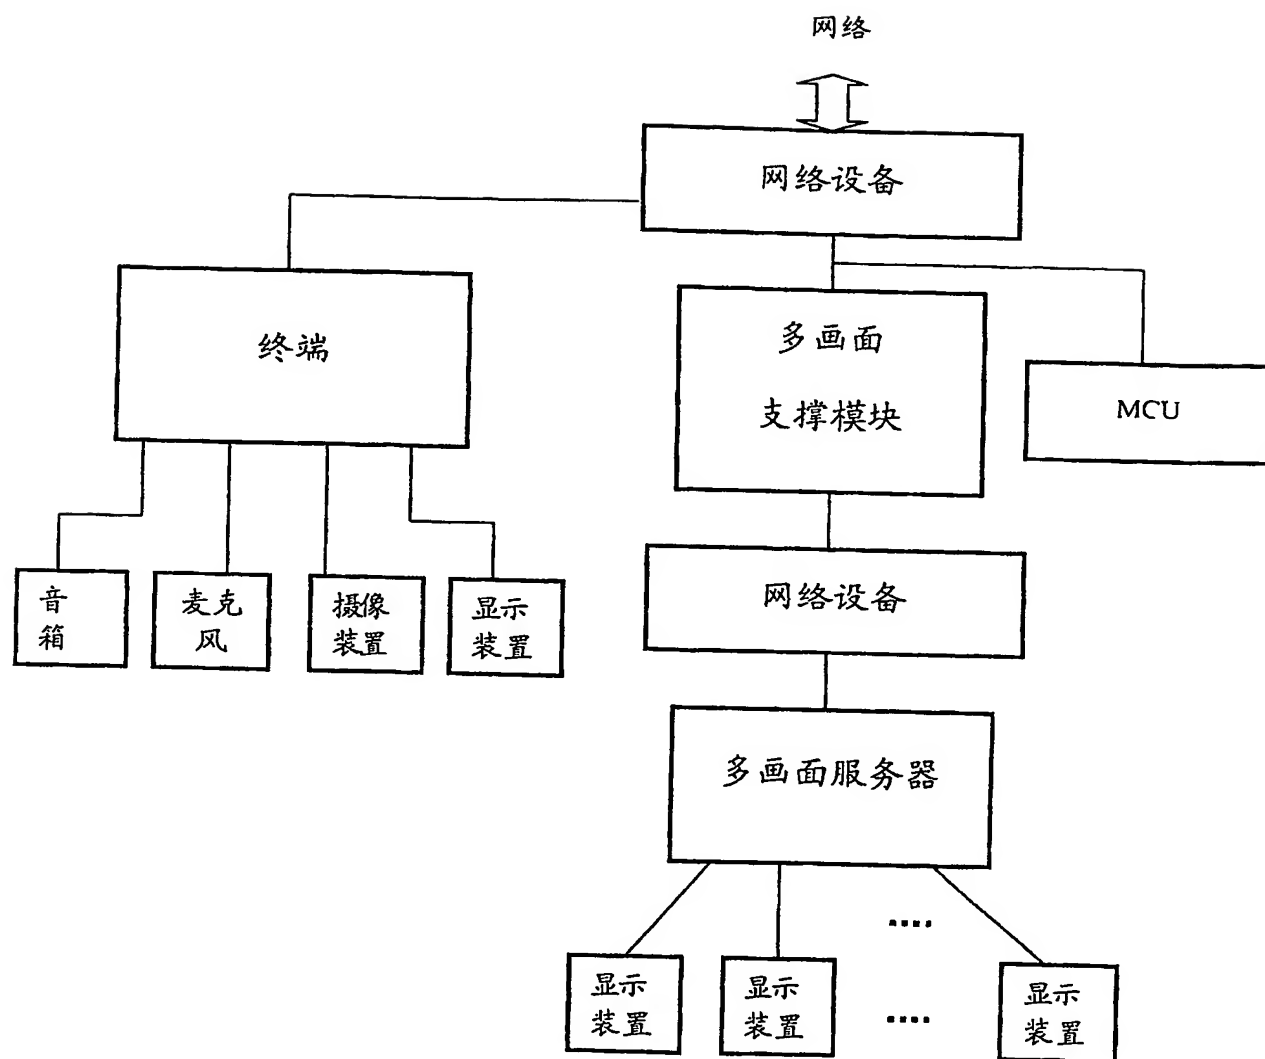 网络
网络设备
终端
多画面
支撑模块
MCU
音
箱
麦克
风
摄像
装置
显示
装置
网络设备
多画面服务器
....
显示
装置
显示
装置
....
显示
装置